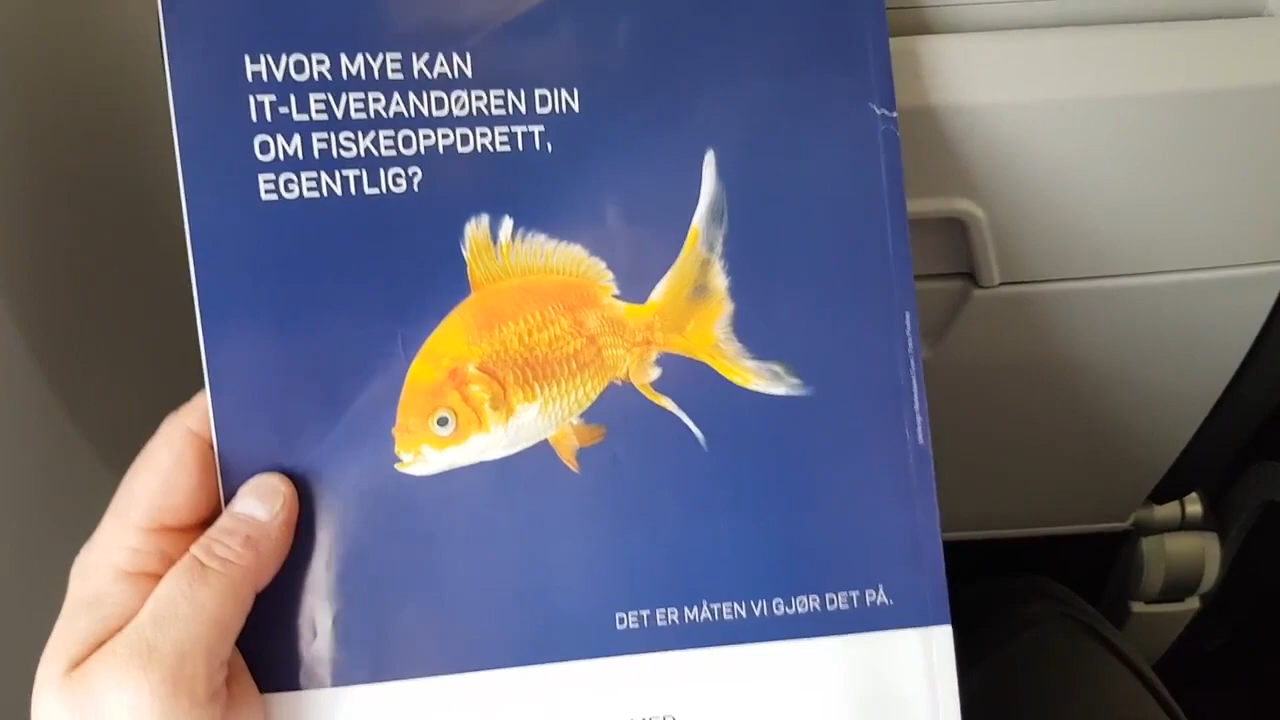 HVOR MYE KAN
IT-LEVERANDØREN DIN
OM FISKEOPPDRETT,
EGENTLIG?
DET ER MÅTEN VI GJØR DET PÅ.